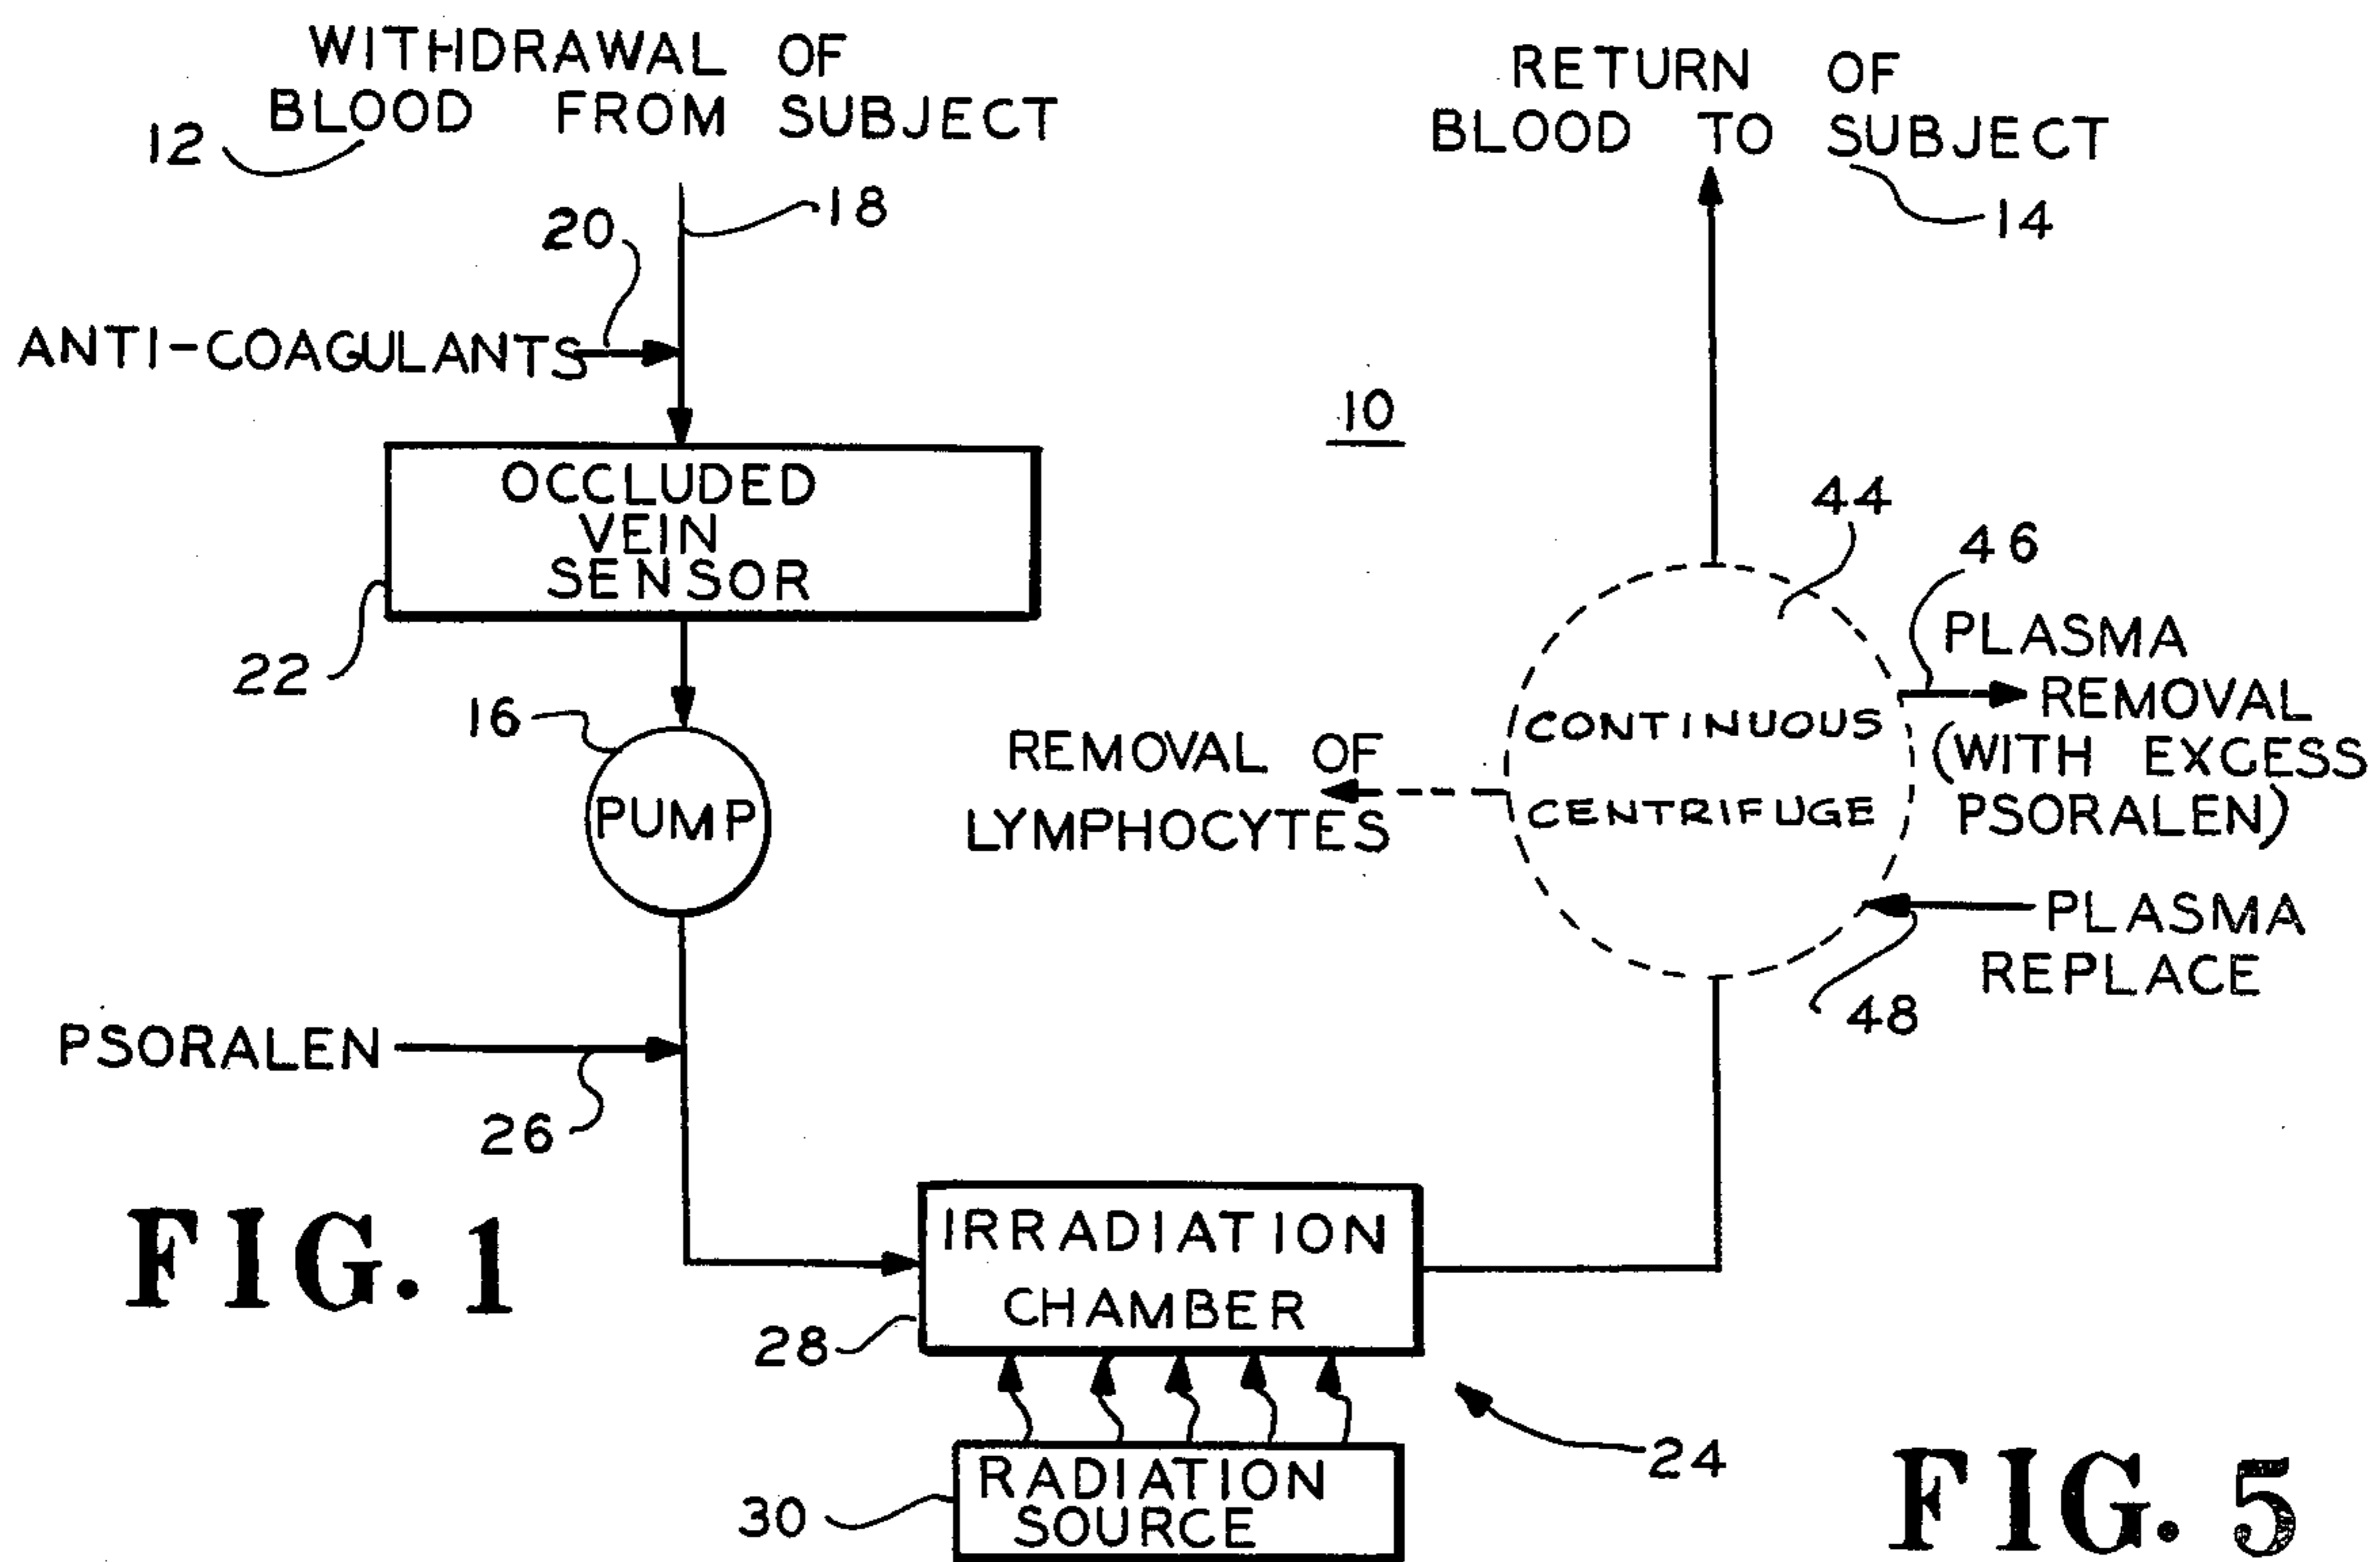 WITHDRAWAL OF
BLOOD FROM SUBJECT
12
18
20
ANTI-COAGULANTS
OCCLUDED
VEIN
SENSOR
22
16
PUMP
PSORALEN
26
FIG. 1
IRRADIATION
CHAMBER
28
RADIATION
SOURCE
30
24
10
RETURN OF
BLOOD TO SUBJECT
14
44
46
PLASMA
REMOVAL
(WITH EXCESS
PSORALEN)
CONTINUOUS
CENTRIFUGE
REMOVAL OF
LYMPHOCYTES
PLASMA
REPLACE
48
FIG. 5